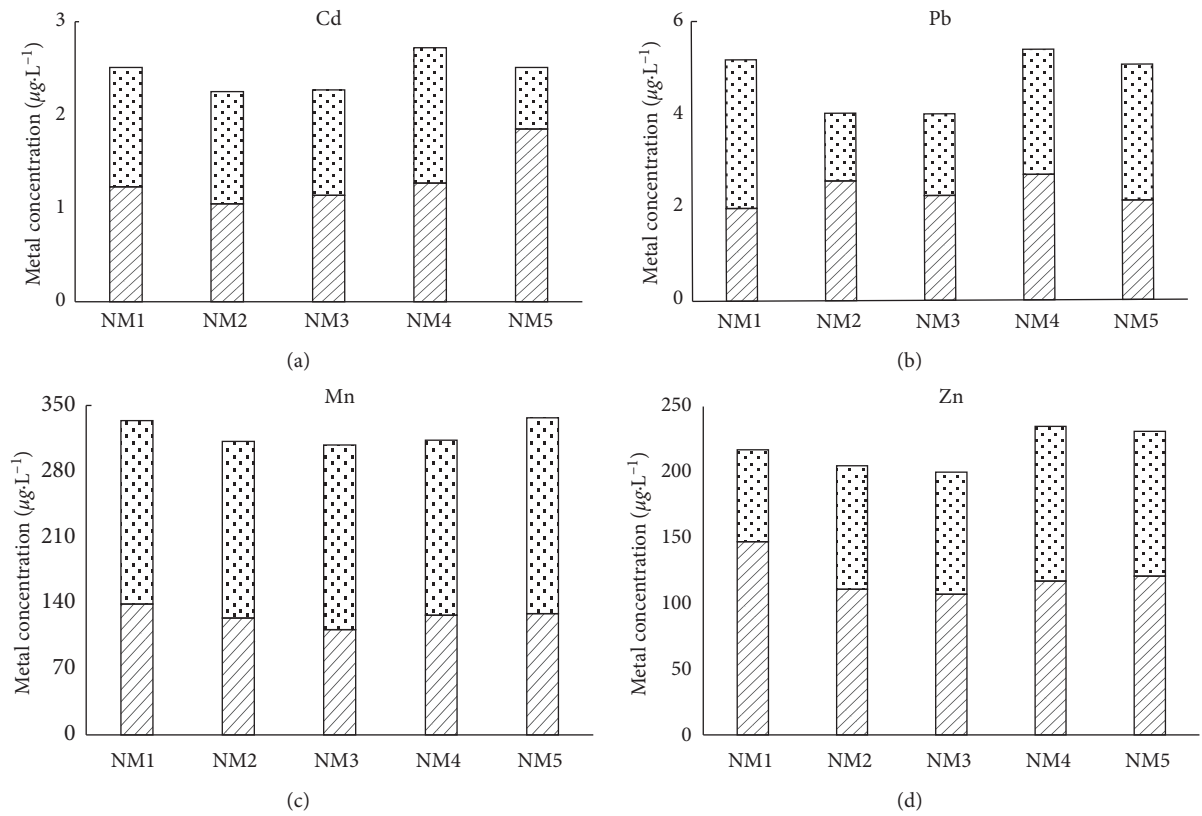 Cd
Metal concentration (µg·L⁻¹)
3
2
1
0
NM1 NM2 NM3 NM4 NM5
(a)
Pb
Metal concentration (µg·L⁻¹)
6
4
2
0
NM1 NM2 NM3 NM4 NM5
(b)
Mn
Metal concentration (µg·L⁻¹)
350
280
210
140
70
0
NM1 NM2 NM3 NM4 NM5
(c)
Zn
Metal concentration (µg·L⁻¹)
250
200
150
100
50
0
NM1 NM2 NM3 NM4 NM5
(d)